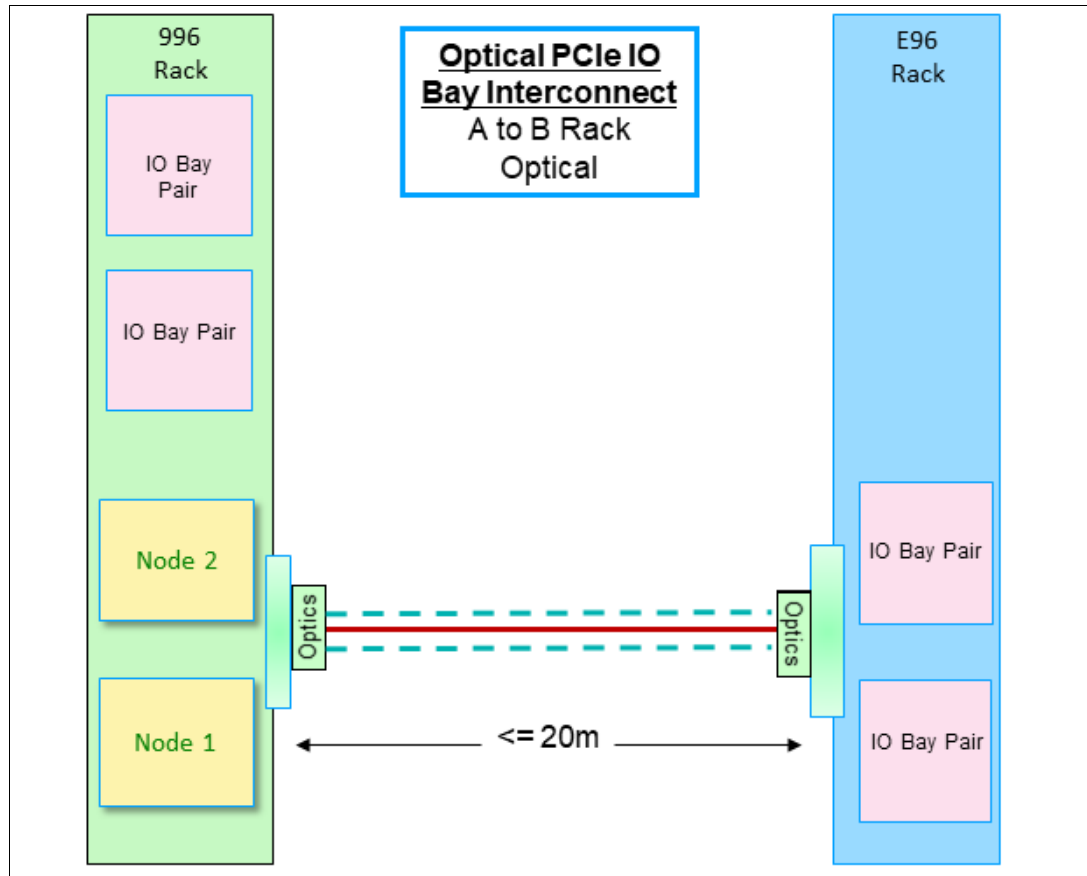 996
Rack
IO Bay
Pair
IO Bay Pair
Node 2
Node 1
Optical PCIe IO
Bay Interconnect
A to B Rack
Optical
Optics
Optics
<= 20m
E96
Rack
IO Bay Pair
IO Bay Pair